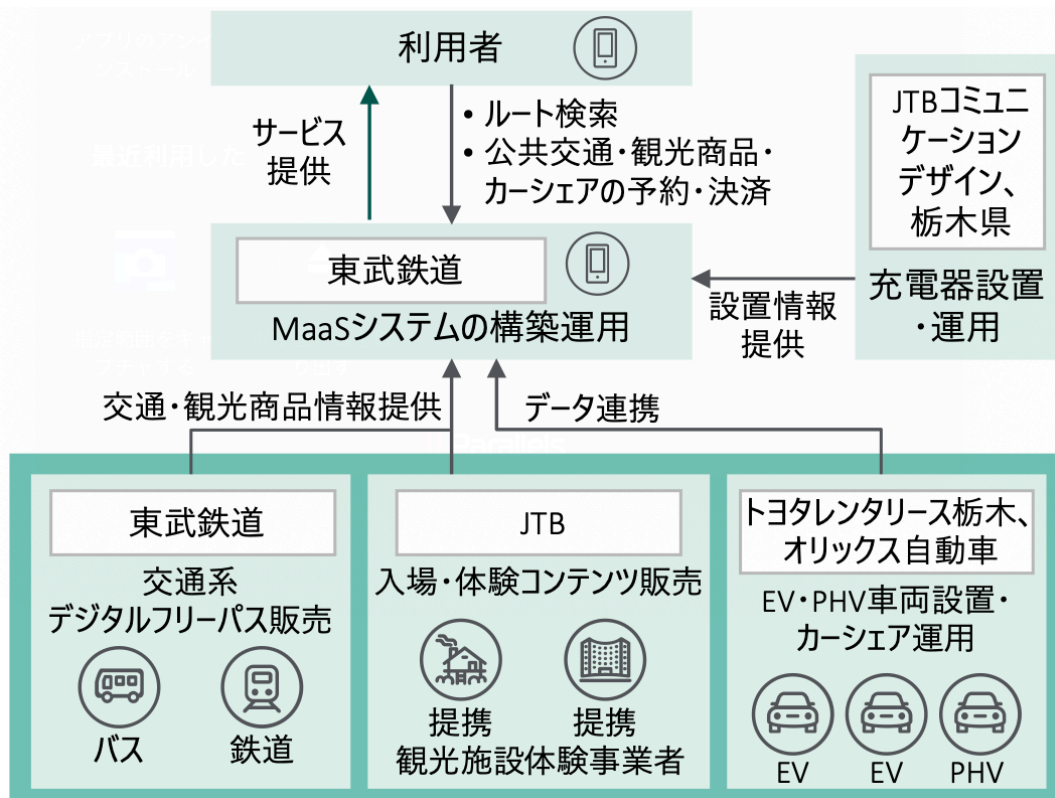 利用者
サービス
提供
• ルート検索
• 公共交通・観光商品・
カーシェアの予約・決済
JTBコミュニ
ケーション
デザイン、
栃木県
充電器設置
・運用
東武鉄道
MaaSシステムの構築運用
設置情報
提供
交通・観光商品情報提供
データ連携
東武鉄道
交通系
デジタルフリーパス販売
バス
鉄道
JTB
入場・体験コンテンツ販売
提携
提携
観光施設体験事業者
トヨタレンタリース栃木、
オリックス自動車
EV・PHV車両設置・
カーシェア運用
EV
EV
PHV
Parallels
最近利用した